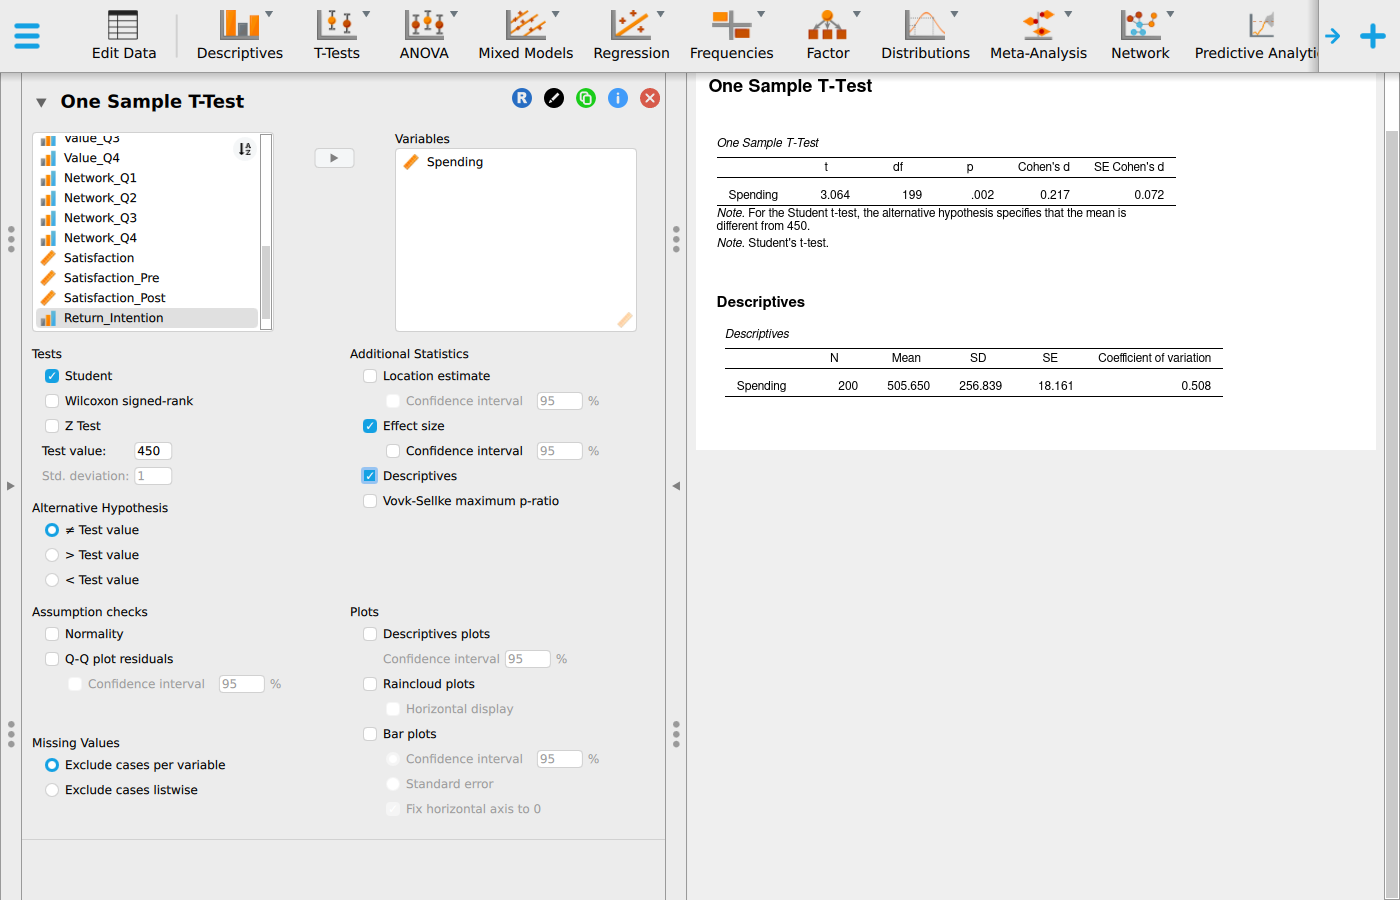 Edit Data
Descriptives
T-Tests
ANOVA
Mixed Models
Regression
Frequencies
Factor
Distributions
Meta-Analysis
Network
Predictive Analyti
One Sample T-Test
R
i
Value_Q3
Value_Q4
Network_Q1
Network_Q2
Network_Q3
Network_Q4
Satisfaction
Satisfaction_Pre
Satisfaction_Post
Return_Intention
A
Z
Variables
Spending
Tests
Student
Wilcoxon signed-rank
Z Test
Test value: 450
Std. deviation: 1
Alternative Hypothesis
≠ Test value
> Test value
< Test value
Assumption checks
Normality
Q-Q plot residuals
Confidence interval 95 %
Missing Values
Exclude cases per variable
Exclude cases listwise
Additional Statistics
Location estimate
Confidence interval 95 %
Effect size
Confidence interval 95 %
Descriptives
Vovk-Sellke maximum p-ratio
Plots
Descriptives plots
Confidence interval 95 %
Raincloud plots
Horizontal display
Bar plots
Confidence interval 95 %
Standard error
Fix horizontal axis to 0
One Sample T-Test
One Sample T-Test
t df p Cohen's d SE Cohen's d
Spending 3.064 199 .002 0.217 0.072
Note. For the Student t-test, the alternative hypothesis specifies that the mean is
different from 450.
Note. Student's t-test.
Descriptives
Descriptives
N Mean SD SE Coefficient of variation
Spending 200 505.650 256.839 18.161 0.508